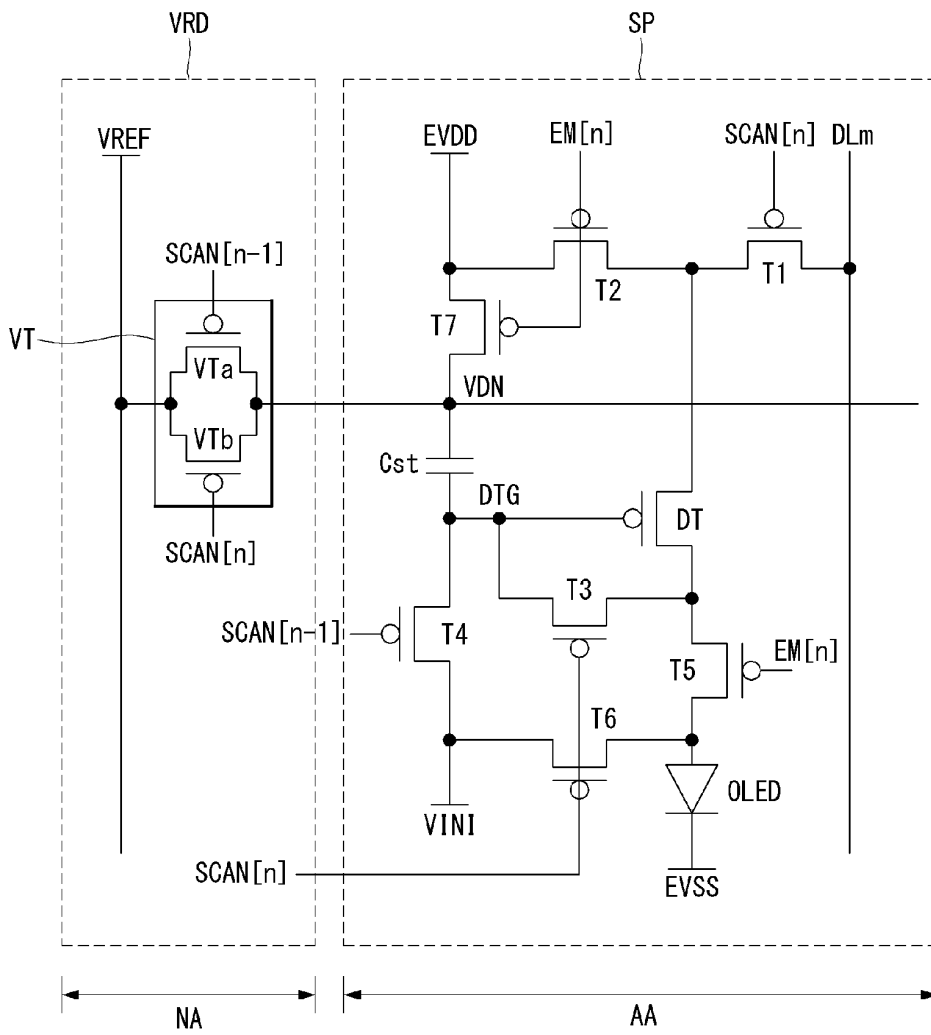 VRD
SP
VREF
EVDD
EM[n]
SCAN[n]
DLm
SCAN[n-1]
T2
T1
VT
T7
VTa
VDN
VTb
Cst
DTG
DT
SCAN[n]
T3
SCAN[n-1]
T4
T5
EM[n]
T6
OLED
VINI
SCAN[n]
EVSS
NA
AA